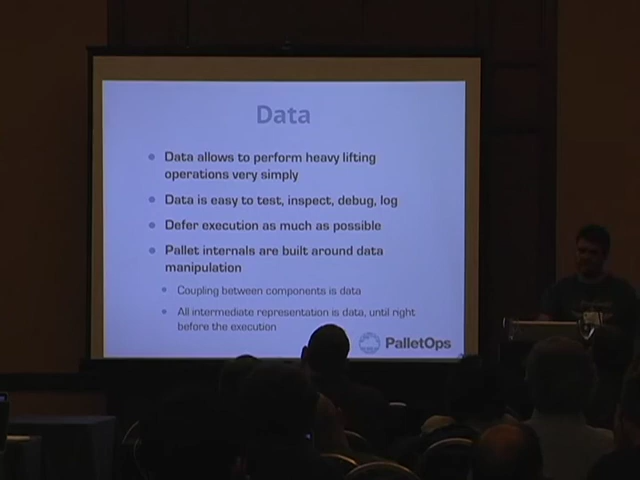 Data
Data allows to perform heavy lifting
operations very simply
Data is easy to test, inspect, debug, log
Defer execution as much as possible
Pallet internals are built around data
manipulation
Coupling between components is data
All intermediate representation is data, until right
before the execution
PalletOps